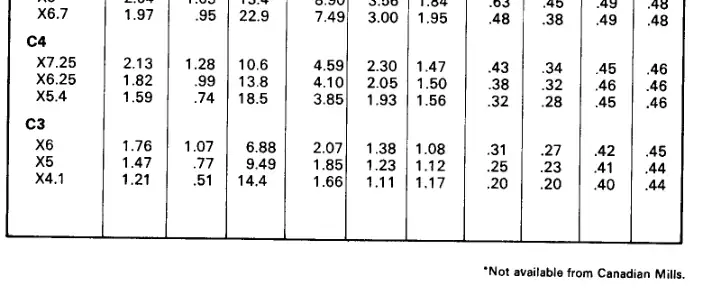 X6.7 1.97 .95 22.9 7.49 3.00 1.95 .48 .38 .49 .48
C4
X7.25 2.13 1.28 10.6 4.59 2.30 1.47 .43 .34 .45 .46
X6.25 1.82 .99 13.8 4.10 2.05 1.50 .38 .32 .46 .46
X5.4 1.59 .74 18.5 3.85 1.93 1.56 .32 .28 .45 .46
C3
X6 1.76 1.07 6.88 2.07 1.38 1.08 .31 .27 .42 .45
X5 1.47 .77 9.49 1.85 1.23 1.12 .25 .23 .41 .44
X4.1 1.21 .51 14.4 1.66 1.11 1.17 .20 .20 .40 .44
*Not available from Canadian Mills.